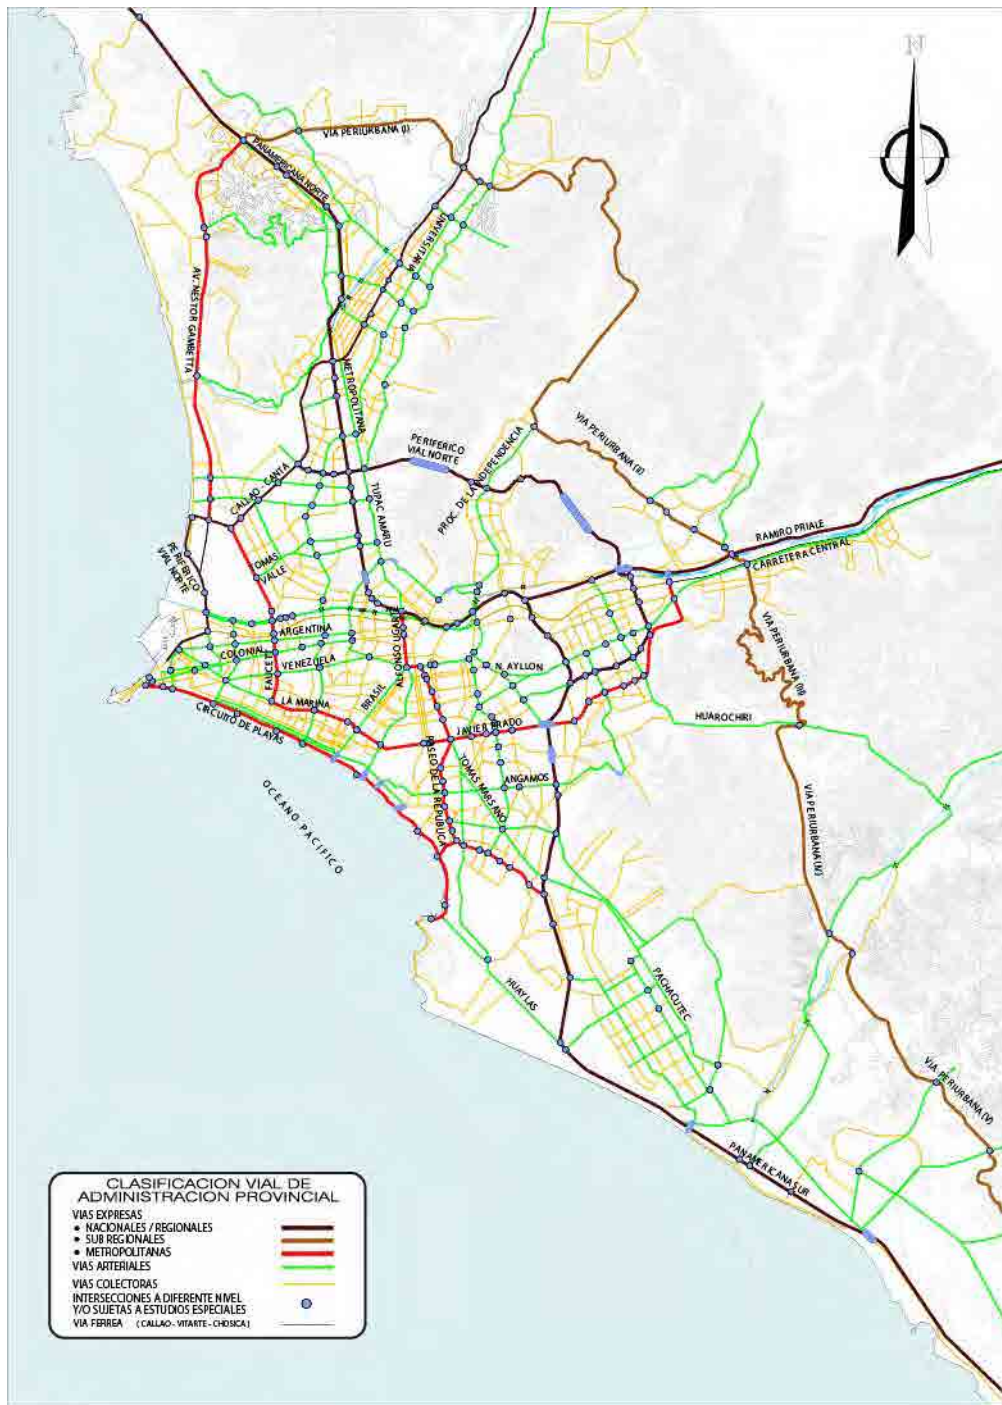 N
VIA PERIURBANA (I)
PANAMERICANA NORTE
UNIVERSITARIA
AV. NESTOR GAMBETTA
METROPOLITANA
PERIFERICO
VIAL NORTE
PROC. DE LA INDEPENDENCIA
VIA PERIURBANA (II)
CALLAO - CANTA
TUPAC AMARU
RAMIRO PRIALE
CARRETERA CENTRAL
TOMAS
VALLE
PERIFERICO
VIAL NORTE
VIA PERIURBANA (III)
ARGENTINA
COLONIAL
VENEZUELA
FAUCETT
ALFONSO UGARTE
N. AYLLON
BRASIL
LA MARINA
CIRCUITO DE PLAYAS
JAVIER PRADO
HUAROCHIRI
PASEO DE LA REPUBLICA
TOMAS MARSANO
ANGAMOS
OCEANO PACIFICO
VIA PERIURBANA (IV)
HUAYLAS
PACHACUTEC
VIA PERIURBANA (V)
PANAMERICANA SUR
CLASIFICACION VIAL DE
ADMINISTRACION PROVINCIAL
VIAS EXPRESAS
• NACIONALES / REGIONALES
• SUB REGIONALES
• METROPOLITANAS
VIAS ARTERIALES
VIAS COLECTORAS
INTERSECCIONES A DIFERENTE NIVEL
Y/O SUJETAS A ESTUDIOS ESPECIALES
VIA FERREA (CALLAO - VITARTE - CHOSICA)